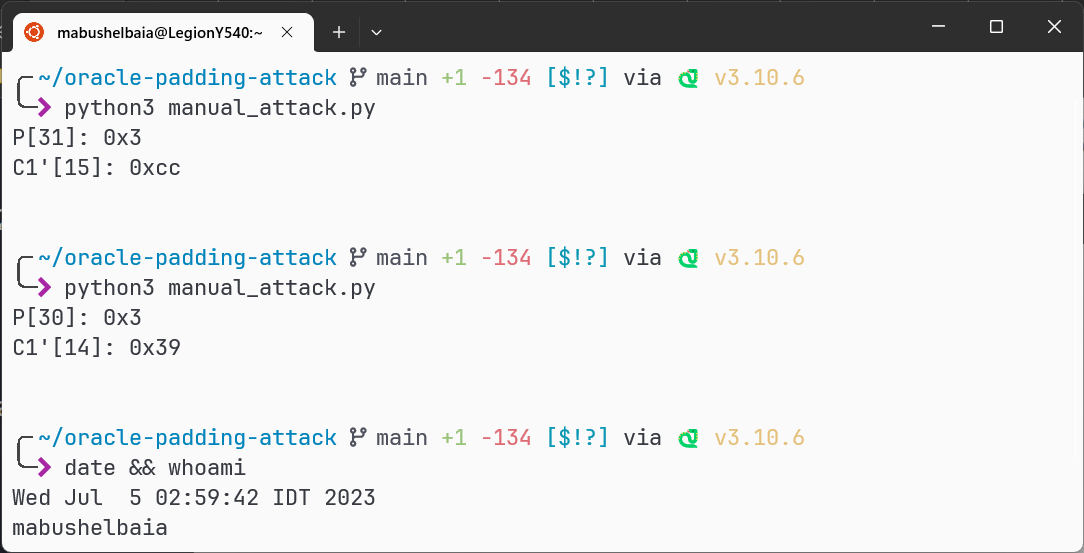 mabushelbaia@LegionY540:~
~/oracle-padding-attack main +1 -134 [$!?] via v3.10.6
python3 manual_attack.py
P[31]: 0x3
C1'[15]: 0xcc
~/oracle-padding-attack main +1 -134 [$!?] via v3.10.6
python3 manual_attack.py
P[30]: 0x3
C1'[14]: 0x39
~/oracle-padding-attack main +1 -134 [$!?] via v3.10.6
date && whoami
Wed Jul  5 02:59:42 IDT 2023
mabushelbaia